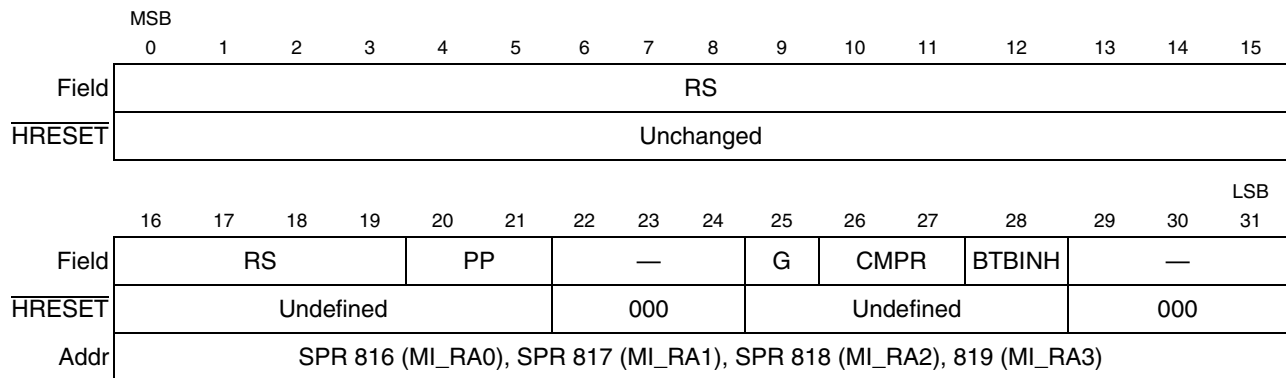 MSB
0 1 2 3 4 5 6 7 8 9 10 11 12 13 14 15
Field RS
HRESET Unchanged
LSB
16 17 18 19 20 21 22 23 24 25 26 27 28 29 30 31
Field RS PP — G CMPR BTBINH —
HRESET Undefined 000 Undefined 000
Addr SPR 816 (MI_RA0), SPR 817 (MI_RA1), SPR 818 (MI_RA2), 819 (MI_RA3)